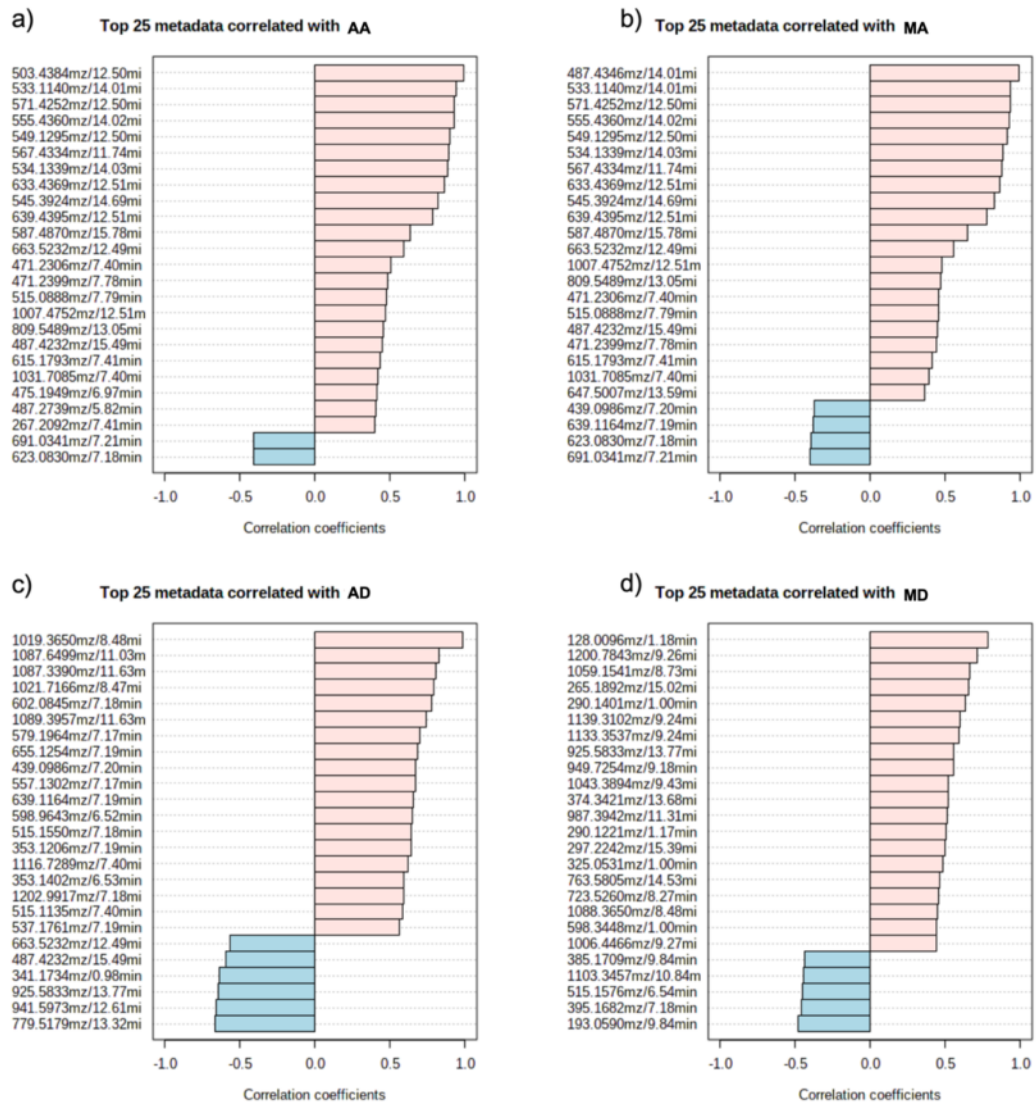 a)
Top 25 metadata correlated with AA
503.4384mz/12.50mi
533.1140mz/14.01mi
571.4252mz/12.50mi
555.4360mz/14.02mi
549.1295mz/12.50mi
567.4334mz/11.74mi
534.1339mz/14.03mi
633.4369mz/12.51mi
545.3924mz/14.69mi
639.4395mz/12.51mi
587.4870mz/15.78mi
663.5232mz/12.49mi
471.2306mz/7.40min
471.2399mz/7.78min
515.0888mz/7.79min
1007.4752mz/12.51m
809.5489mz/13.05mi
487.4232mz/15.49mi
615.1793mz/7.41min
1031.7085mz/7.40mi
475.1949mz/6.97min
487.2739mz/5.82min
267.2092mz/7.41min
691.0341mz/7.21min
623.0830mz/7.18min
-1.0 -0.5 0.0 0.5 1.0
Correlation coefficients
b)
Top 25 metadata correlated with MA
487.4346mz/14.01mi
533.1140mz/14.01mi
571.4252mz/12.50mi
555.4360mz/14.02mi
549.1295mz/12.50mi
534.1339mz/14.03mi
567.4334mz/11.74mi
633.4369mz/12.51mi
545.3924mz/14.69mi
639.4395mz/12.51mi
587.4870mz/15.78mi
663.5232mz/12.49mi
1007.4752mz/12.51m
809.5489mz/13.05mi
471.2306mz/7.40min
515.0888mz/7.79min
487.4232mz/15.49mi
471.2399mz/7.78min
615.1793mz/7.41min
1031.7085mz/7.40mi
647.5007mz/13.59mi
439.0986mz/7.20min
639.1164mz/7.19min
623.0830mz/7.18min
691.0341mz/7.21min
-1.0 -0.5 0.0 0.5 1.0
Correlation coefficients
c)
Top 25 metadata correlated with AD
1019.3650mz/8.48mi
1087.6499mz/11.03m
1087.3390mz/11.63m
1021.7166mz/8.47mi
602.0845mz/7.18min
1089.3957mz/11.63m
579.1964mz/7.17min
655.1254mz/7.19min
439.0986mz/7.20min
557.1302mz/7.17min
639.1164mz/7.19min
598.9643mz/6.52min
515.1550mz/7.18min
353.1206mz/7.19min
1116.7289mz/7.40mi
353.1402mz/6.53min
1202.9917mz/7.18mi
515.1135mz/7.40min
537.1761mz/7.19min
663.5232mz/12.49mi
487.4232mz/15.49mi
341.1734mz/0.98min
925.5833mz/13.77mi
941.5973mz/12.61mi
779.5179mz/13.32mi
-1.0 -0.5 0.0 0.5 1.0
Correlation coefficients
d)
Top 25 metadata correlated with MD
128.0096mz/1.18min
1200.7843mz/9.26mi
1059.1541mz/8.73mi
265.1892mz/15.02mi
290.1401mz/1.00min
1139.3102mz/9.24mi
1133.3537mz/9.24mi
925.5833mz/13.77mi
949.7254mz/9.18min
1043.3894mz/9.43mi
374.3421mz/13.68mi
987.3942mz/11.31mi
290.1221mz/1.17min
297.2242mz/15.39mi
325.0531mz/1.00min
763.5805mz/14.53mi
723.5260mz/8.27min
1088.3650mz/8.48mi
598.3448mz/1.00min
1006.4466mz/9.27mi
385.1709mz/9.84min
1103.3457mz/10.84m
515.1576mz/6.54min
395.1682mz/7.18min
193.0590mz/9.84min
-1.0 -0.5 0.0 0.5 1.0
Correlation coefficients